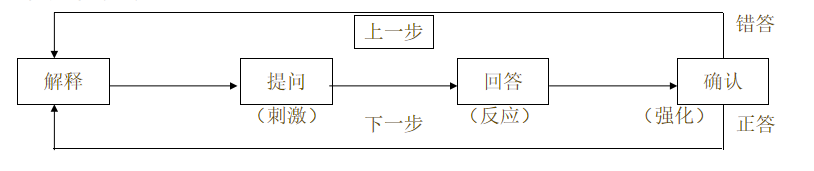 错答
上一步
解释
提问
回答
确认
（刺激）
下一步
（反应）
（强化）
正答